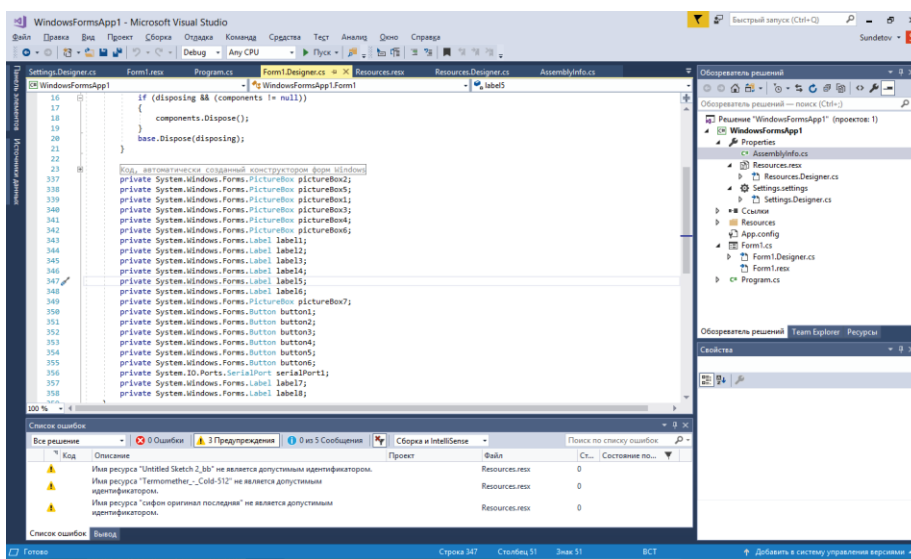 WindowsFormsApp1 - Microsoft Visual Studio
Быстрый запуск (Ctrl+Q)
Файл Правка Вид Проект Сборка Отладка Команда Средства Тест Анализ Окно Справка
Sundetov
Debug Any CPU Пуск
Панель элементов
Источники данных
Settings.Designer.cs Form1.resx Program.cs Form1.Designer.cs Resources.resx Resources.Designer.cs AssemblyInfo.cs
WindowsFormsApp1 WindowsFormsApp1.Form1 label5
16 if (disposing && (components != null))
17 {
18 components.Dispose();
19 }
20 base.Dispose(disposing);
21 }
22
23 Код, автоматически созданный конструктором форм Windows
337 private System.Windows.Forms.PictureBox pictureBox2;
338 private System.Windows.Forms.PictureBox pictureBox5;
339 private System.Windows.Forms.PictureBox pictureBox1;
340 private System.Windows.Forms.PictureBox pictureBox3;
341 private System.Windows.Forms.PictureBox pictureBox4;
342 private System.Windows.Forms.PictureBox pictureBox6;
343 private System.Windows.Forms.Label label1;
344 private System.Windows.Forms.Label label2;
345 private System.Windows.Forms.Label label3;
346 private System.Windows.Forms.Label label4;
347 private System.Windows.Forms.Label label5;
348 private System.Windows.Forms.Label label6;
349 private System.Windows.Forms.PictureBox pictureBox7;
350 private System.Windows.Forms.Button button1;
351 private System.Windows.Forms.Button button2;
352 private System.Windows.Forms.Button button3;
353 private System.Windows.Forms.Button button4;
354 private System.Windows.Forms.Button button5;
355 private System.Windows.Forms.Button button6;
356 private System.IO.Ports.SerialPort serialPort1;
357 private System.Windows.Forms.Label label7;
358 private System.Windows.Forms.Label label8;
100 %
Обозреватель решений
Обозреватель решений — поиск (Ctrl+;)
Решение "WindowsFormsApp1" (проектов: 1)
WindowsFormsApp1
Properties
AssemblyInfo.cs
Resources.resx
Resources.Designer.cs
Settings.settings
Settings.Designer.cs
Ссылки
Resources
App.config
Form1.cs
Form1.Designer.cs
Form1.resx
Program.cs
Обозреватель решений Team Explorer Ресурсы
Свойства
Список ошибок
Все решение 0 Ошибки 3 Предупреждения 0 из 5 Сообщения Сборка и IntelliSense Поиск по списку ошибок
Код Описание Проект Файл Ст... Состояние по...
Имя ресурса "Untitled Sketch 2_bb" не является допустимым идентификатором. Resources.resx 0
Имя ресурса "Termomether_-_Cold-512" не является допустимым
идентификатором. Resources.resx 0
Имя ресурса "сифон оригинал последняя" не является допустимым
идентификатором. Resources.resx 0
Список ошибок Вывод
Готово Строка 347 Столбец 51 Знак 51 ВСТ Добавить в систему управления версиями